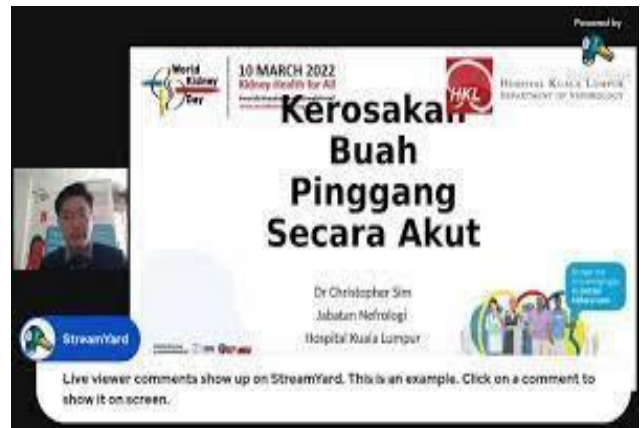 Powered by
World
Kidney
Day
10 MARCH 2022
Kidney Health for All
HKL
HOSPITAL KUALA LUMPUR
DEPARTMENT OF NEPHROLOGY
Kerosakan
Buah
Pinggang
Secara Akut
Dr Christopher Sim
Jabatan Nefrologi
Hospital Kuala Lumpur
StreamYard
Live viewer comments show up on StreamYard. This is an example. Click on a comment to
show it on screen.